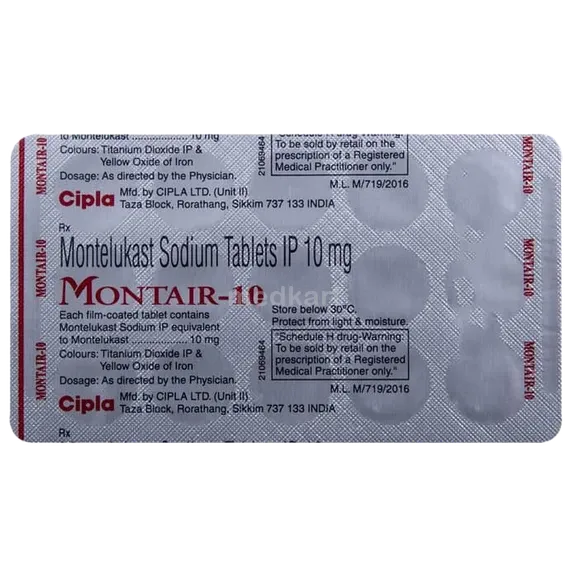 to Montelukast .................... 10 mg
Colours: Titanium Dioxide IP &
Yellow Oxide of Iron
Dosage: As directed by the Physician.
Cipla Mfd. by CIPLA LTD. (Unit II)
Taza Block, Rorathang, Sikkim 737 133 INDIA
21069464
"Schedule H drug-Warning:
To be sold by retail on the
prescription of a Registered
Medical Practitioner only."
M.L. M/719/2016
MONTAIR-10
MONTAIR-10
Rx
Montelukast Sodium Tablets IP 10 mg
MONTAIR-10
Each film-coated tablet contains
Montelukast Sodium IP equivalent
to Montelukast .................... 10 mg
Colours: Titanium Dioxide IP &
Yellow Oxide of Iron
Dosage: As directed by the Physician.
Cipla Mfd. by CIPLA LTD. (Unit II)
Taza Block, Rorathang, Sikkim 737 133 INDIA
Store below 30°C.
Protect from light & moisture.
21069464
"Schedule H drug-Warning:
To be sold by retail on the
prescription of a Registered
Medical Practitioner only."
M.L. M/719/2016
MONTAIR-10
MONTAIR-10
MONTAIR-10
MONTAIR-10
Rx